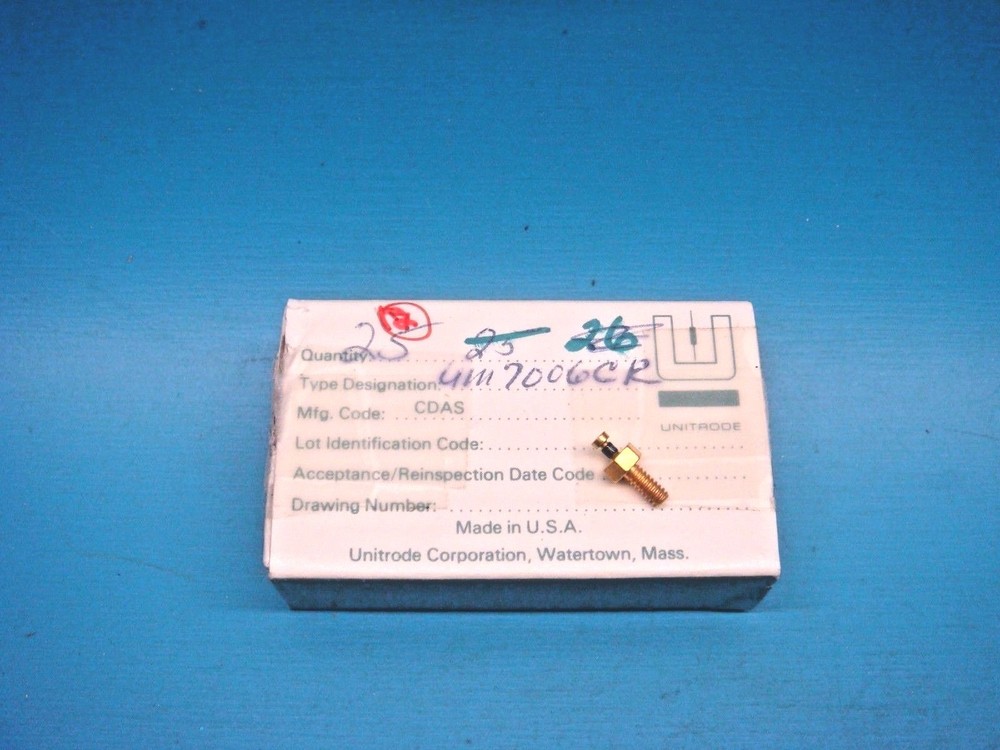 Quantity: 25 25 26
Type Designation: UM7006CR
Mfg. Code: CDAS
UNITRODE
Lot Identification Code:
Acceptance/Reinspection Date Code
Drawing Number:
Made in U.S.A.
Unitrode Corporation, Watertown, Mass.